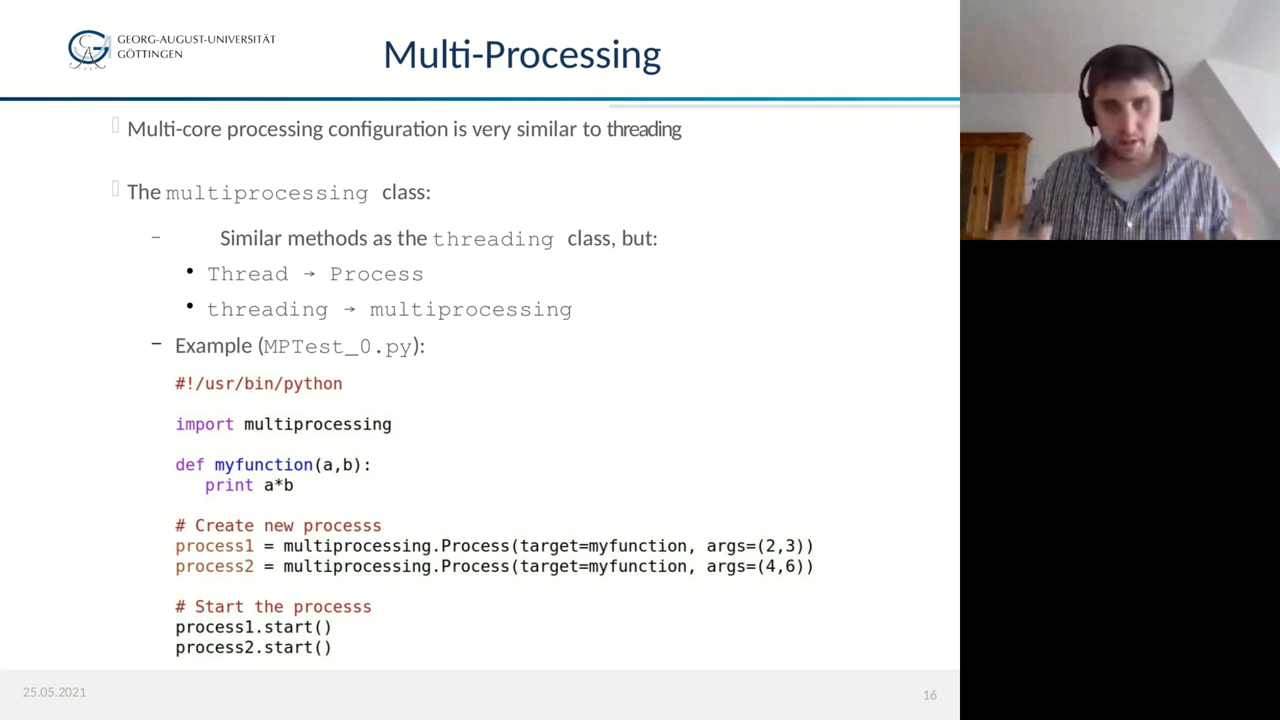 GEORG-AUGUST-UNIVERSITÄT
GÖTTINGEN
Multi-Processing
Multi-core processing configuration is very similar to threading
The multiprocessing class:
– Similar methods as the threading class, but:
• Thread → Process
• threading → multiprocessing
– Example (MPTest_0.py):
#!/usr/bin/python
import multiprocessing
def myfunction(a,b):
print a*b
# Create new processs
process1 = multiprocessing.Process(target=myfunction, args=(2,3))
process2 = multiprocessing.Process(target=myfunction, args=(4,6))
# Start the processs
process1.start()
process2.start()
25.05.2021
16